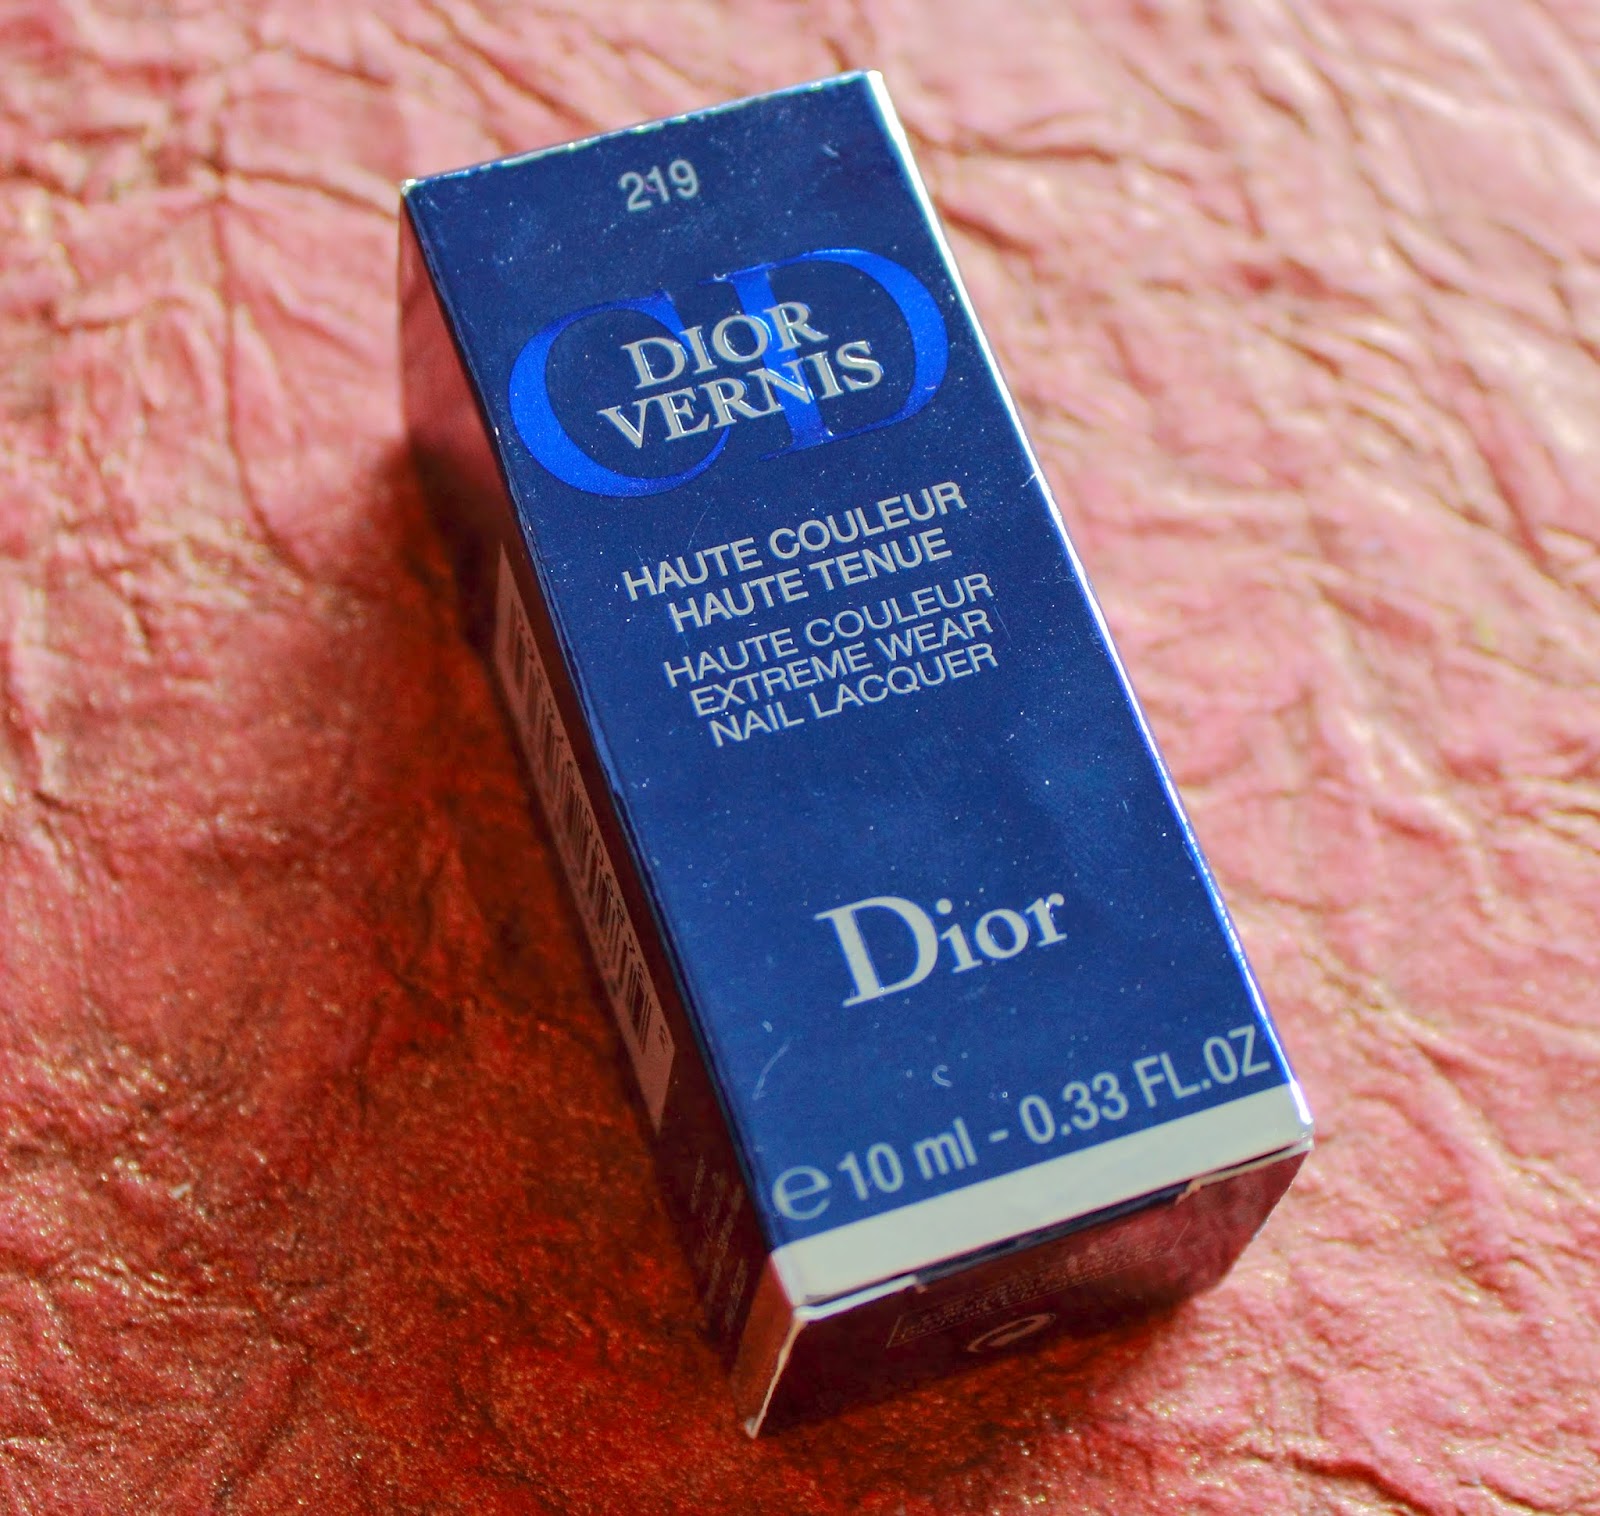 219
CD
DIOR
VERNIS
HAUTE COULEUR
HAUTE TENUE
HAUTE COULEUR
EXTREME WEAR
NAIL LACQUER
Dior
e 10 ml - 0.33 FL.OZ